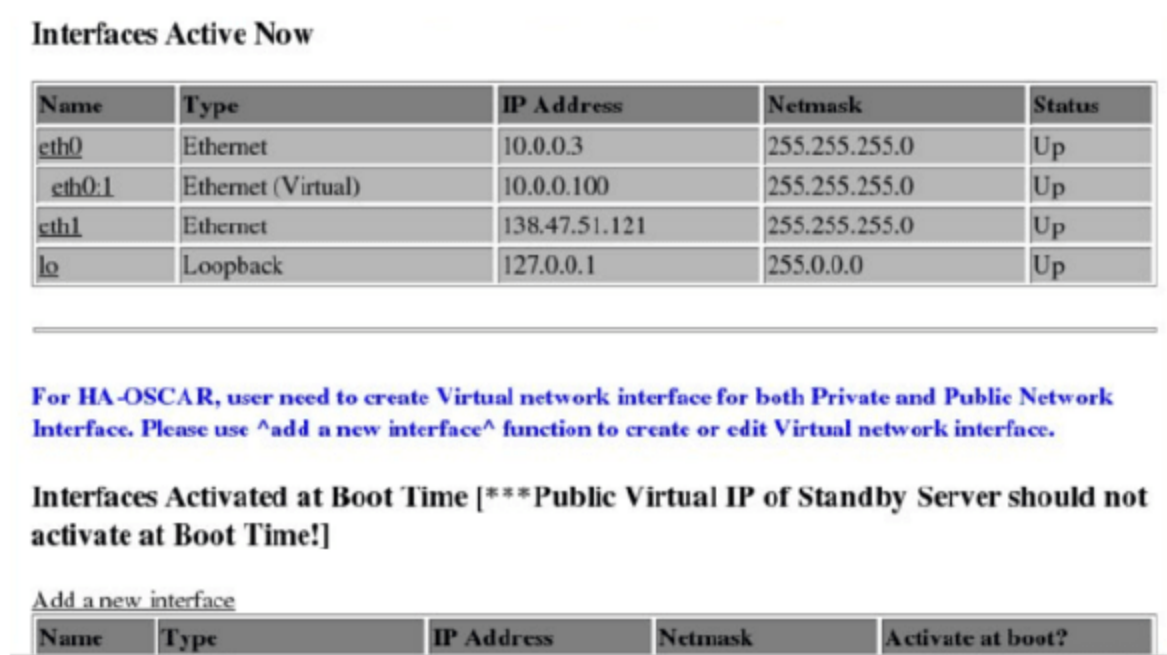 Interfaces Active Now
Name Type IP Address Netmask Status
eth0 Ethernet 10.0.0.3 255.255.255.0 Up
eth0:1 Ethernet (Virtual) 10.0.0.100 255.255.255.0 Up
eth1 Ethernet 138.47.51.121 255.255.255.0 Up
lo Loopback 127.0.0.1 255.0.0.0 Up
For HA-OSCAR, user need to create Virtual network interface for both Private and Public Network
Interface. Please use ^add a new interface^ function to create or edit Virtual network interface.
Interfaces Activated at Boot Time [***Public Virtual IP of Standby Server should not
activate at Boot Time!]
Add a new interface
Name Type IP Address Netmask Activate at boot?